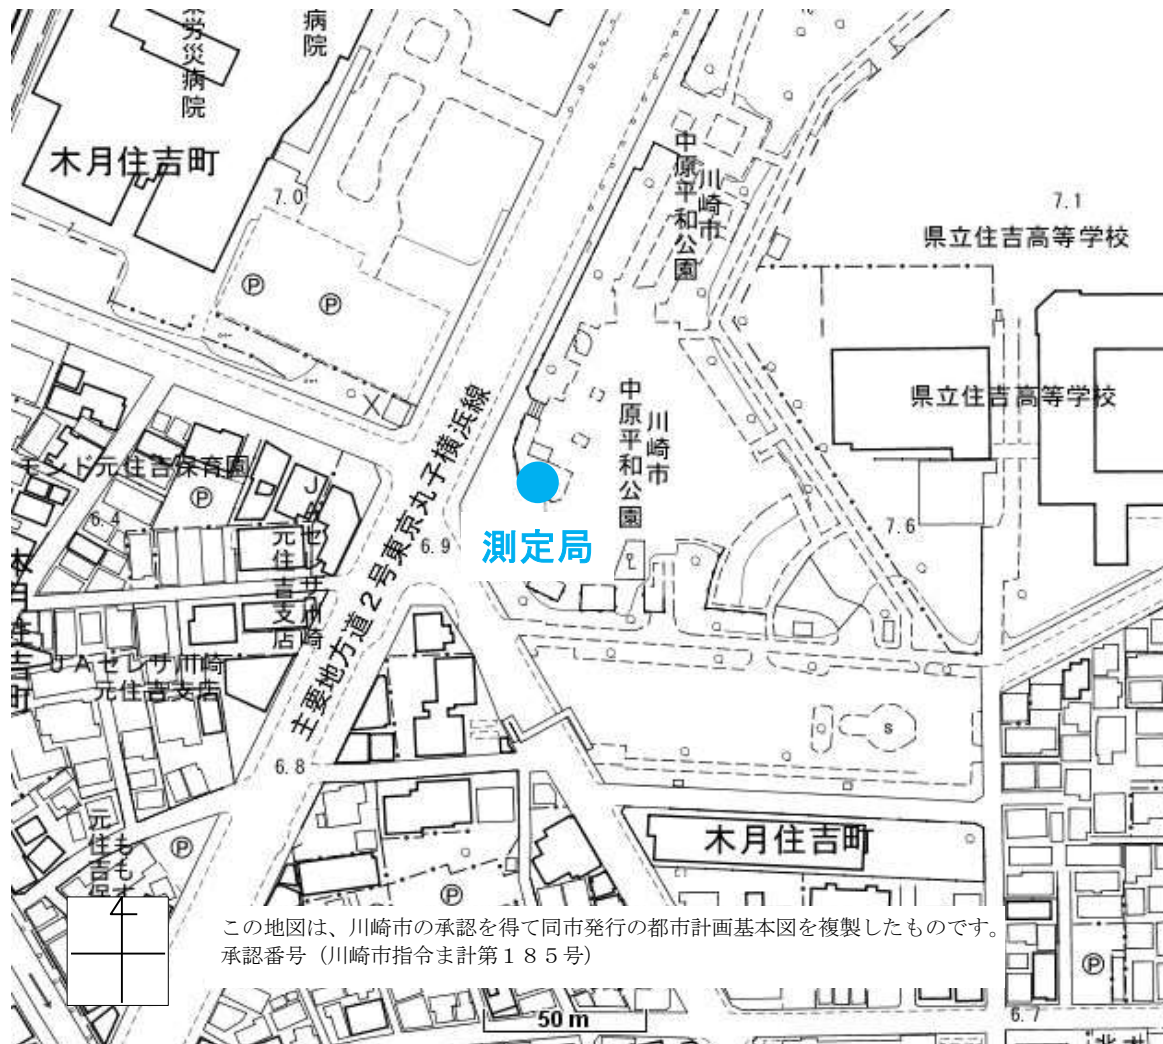 労災病院
病院
木月住吉町
7.0
Ⓟ
Ⓟ
川崎市
中原平和公園
7.1
県立住吉高等学校
県立住吉高等学校
主要地方道2号東京丸子横浜線
川崎市
中原平和公園
モンド元住吉保育園
Ⓟ
6.4
6.9
測定局
7.6
元住吉支店
JAセレサ川崎
元住吉支店
6.8
S
木月住吉町
元住吉
ももす
Ⓟ
Ⓟ
この地図は、川崎市の承認を得て同市発行の都市計画基本図を複製したものです。
承認番号（川崎市指令ま計第１８５号）
Ⓟ
50 m
6.7